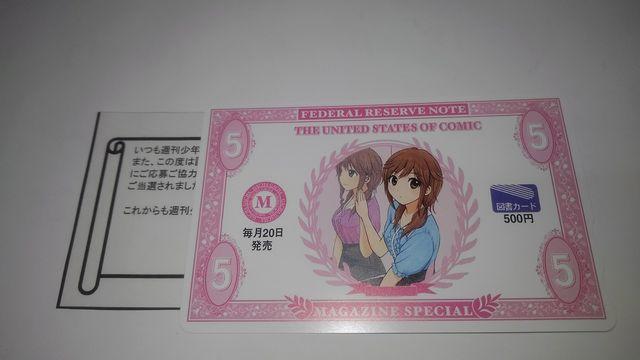 いつも週刊少年
また、この度は
にご応募ご協力
ご当選されました
これからも週刊
FEDERAL RESERVE NOTE
THE UNITED STATES OF COMIC
5
5
M
毎月20日
発売
図書カード
500円
5
5
MAGAZINE SPECIAL